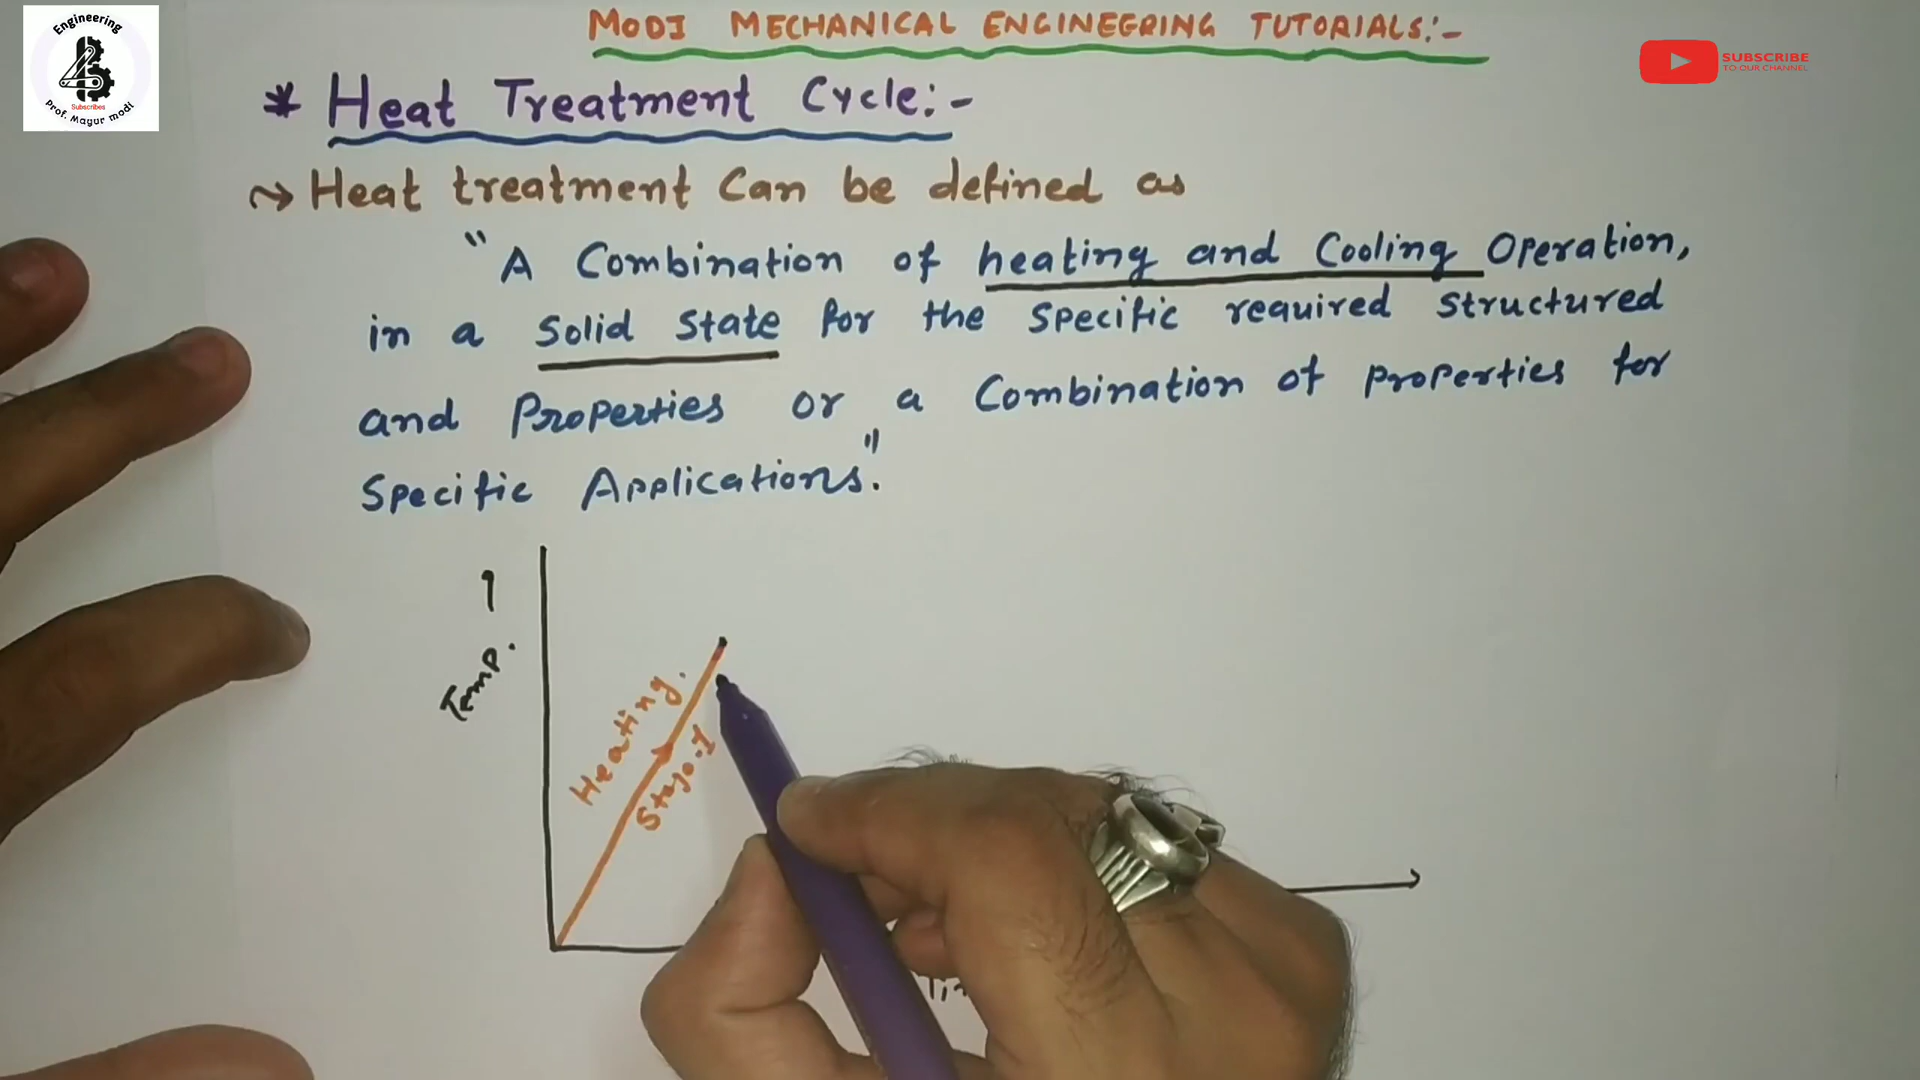 Engineering
Subscribes
Prof. Mayur modi
MODI MECHANICAL ENGINEERING TUTORIALS:-
SUBSCRIBE
TO OUR CHANNEL
* Heat Treatment Cycle:-
Heat treatment can be defined as
"A Combination of heating and Cooling Operation,
in a Solid State for the Specific required Structured
and Properties or a Combination of properties for
Specific Applications."
Temp.
Heating.